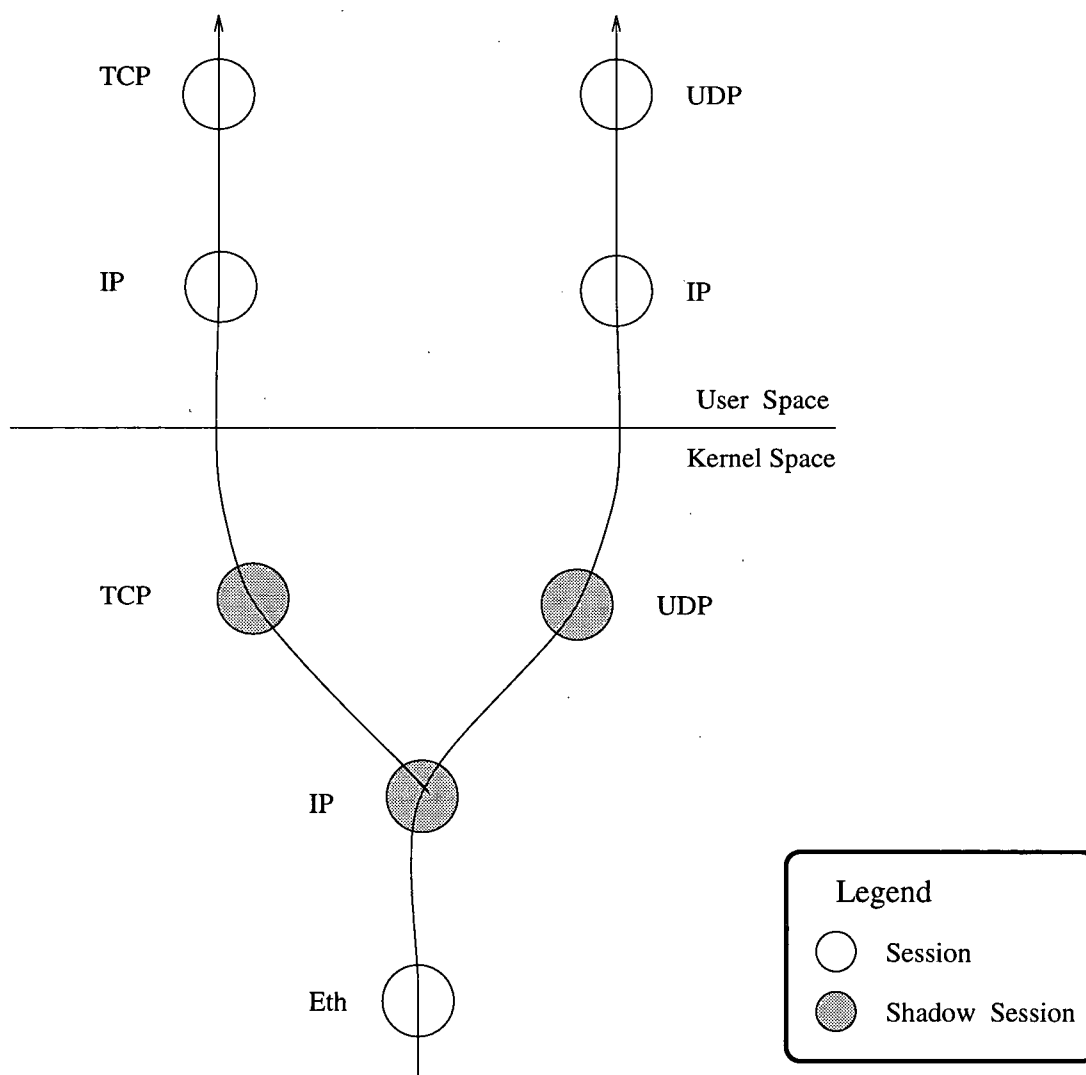 TCP
UDP
IP
IP
User Space
Kernel Space
TCP
UDP
IP
Eth
Legend
Session
Shadow Session